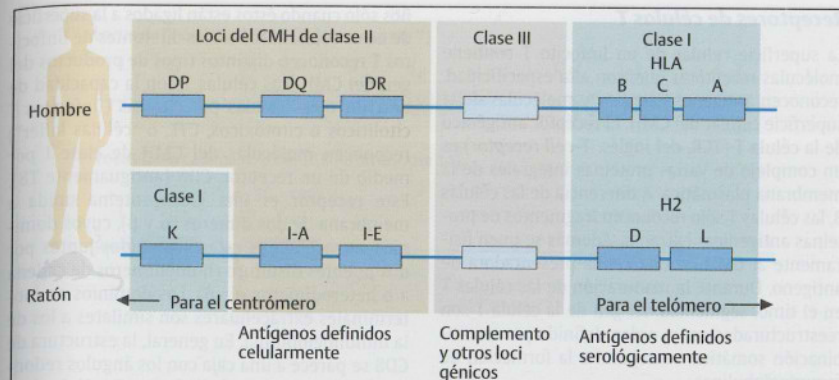 Loci del CMH de clase II
Clase III
Clase I
HLA
DP
DQ
DR
B
C
A
Hombre
Clase I
H2
K
I-A
I-E
D
L
Ratón
Para el centrómero
Para el telómero
Antígenos definidos
celularmente
Complemento
y otros loci
génicos
Antígenos definidos
serológicamente